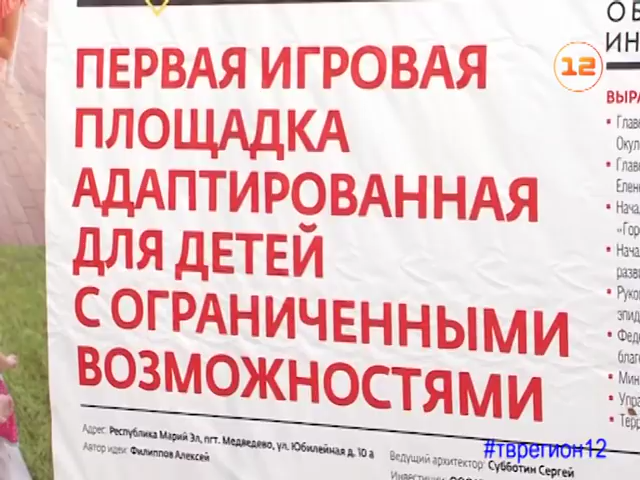 ПЕРВАЯ ИГРОВАЯ
ПЛОЩАДКА
АДАПТИРОВАННАЯ
ДЛЯ ДЕТЕЙ
С ОГРАНИЧЕННЫМИ
ВОЗМОЖНОСТЯМИ
Адрес: Республика Марий Эл, пгт. Медведево, ул. Юбилейная д. 10 а
Автор идеи: Филиппов Алексей
Ведущий архитектор: Субботин Сергей
12
#тврегион12